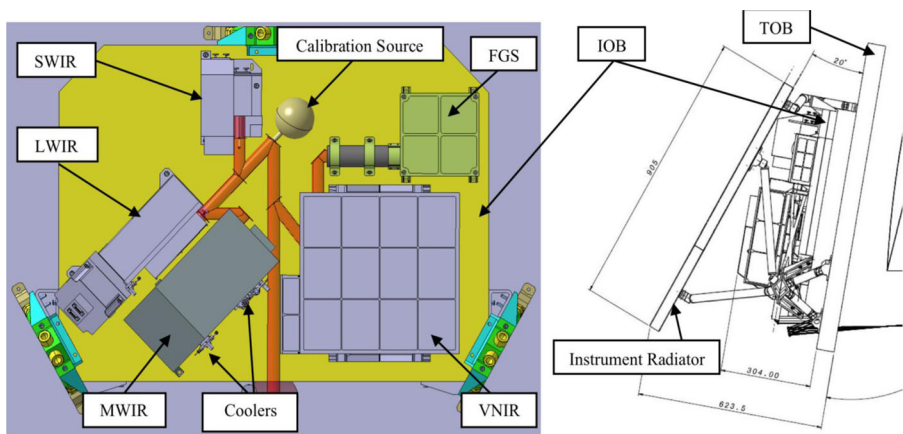 SWIR
Calibration Source
FGS
LWIR
MWIR
Coolers
VNIR
IOB
TOB
20°
905
Instrument Radiator
304.00
623.5